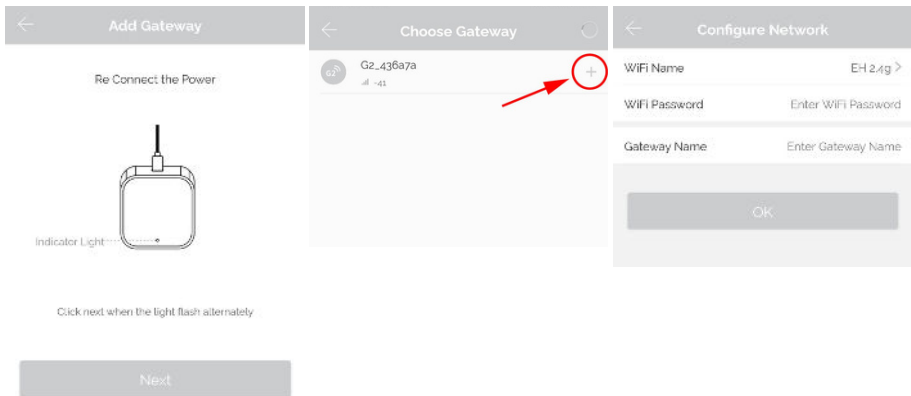 Add Gateway
Re Connect the Power
Indicator Light
Click next when the light flash alternately
Next
Choose Gateway
G2
G2_436a7a
-41
Configure Network
WiFi Name
EH 2.4g
WiFi Password
Enter WiFi Password
Gateway Name
Enter Gateway Name
OK